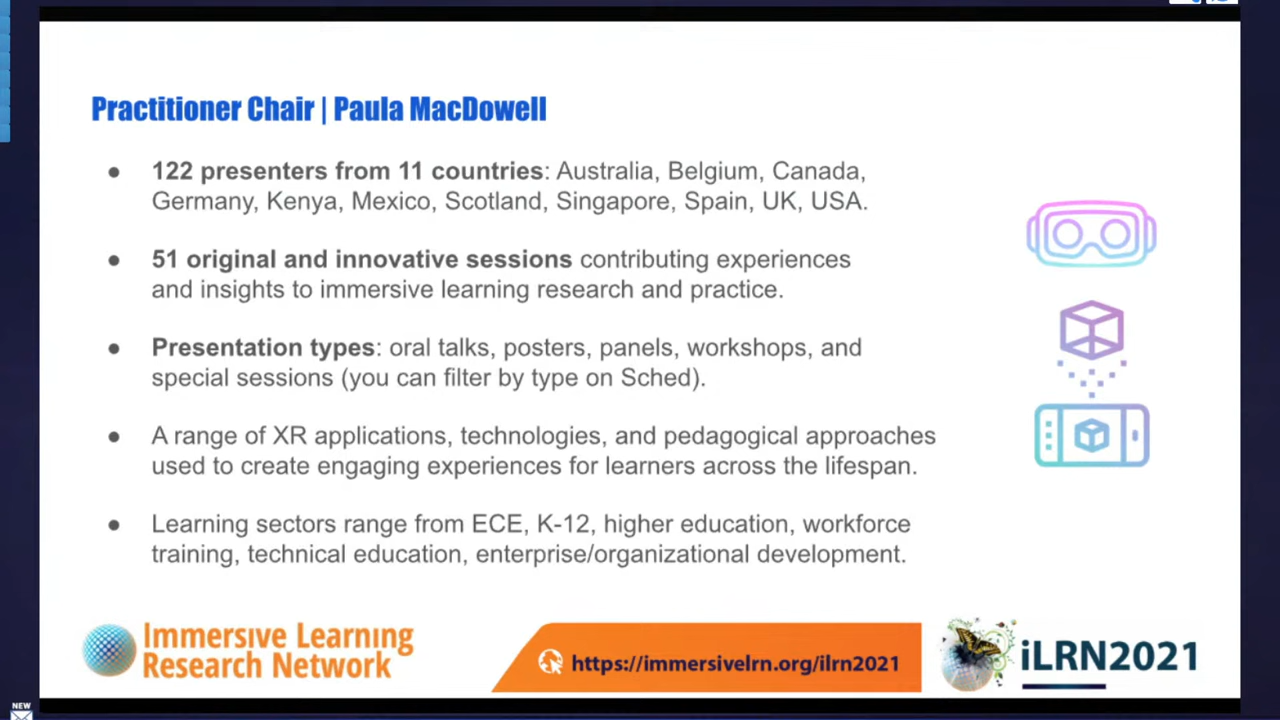 Practitioner Chair | Paula MacDowell
● 122 presenters from 11 countries: Australia, Belgium, Canada,
Germany, Kenya, Mexico, Scotland, Singapore, Spain, UK, USA.
● 51 original and innovative sessions contributing experiences
and insights to immersive learning research and practice.
● Presentation types: oral talks, posters, panels, workshops, and
special sessions (you can filter by type on Sched).
● A range of XR applications, technologies, and pedagogical approaches
used to create engaging experiences for learners across the lifespan.
● Learning sectors range from ECE, K-12, higher education, workforce
training, technical education, enterprise/organizational development.
Immersive Learning
Research Network
https://immersivelrn.org/ilrn2021
iLRN2021
NEW